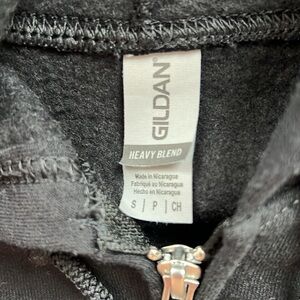 GILDAN®
HEAVY BLEND
Made in Nicaragua
Fabriqué au Nicaragua
Hecho en Nicaragua
S | P | CH